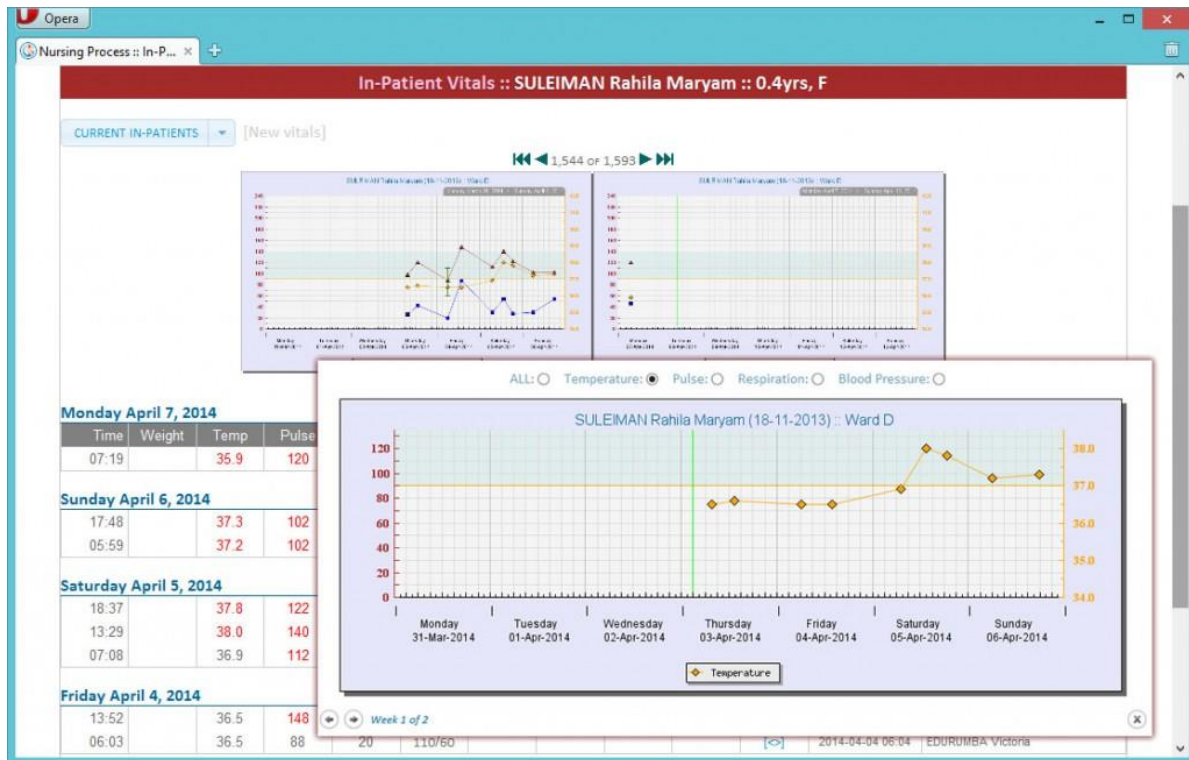 Opera
Nursing Process :: In-P...
In-Patient Vitals :: SULEIMAN Rahila Maryam :: 0.4yrs, F
CURRENT IN-PATIENTS [New vitals]
1,544 OF 1,593
ALL: Temperature: Pulse: Respiration: Blood Pressure:
SULEIMAN Rahila Maryam (18-11-2013) :: Ward D
120 38.0
100
80 37.0
60 36.0
40
20 35.0
0 34.0
Monday Tuesday Wednesday Thursday Friday Saturday Sunday
31-Mar-2014 01-Apr-2014 02-Apr-2014 03-Apr-2014 04-Apr-2014 05-Apr-2014 06-Apr-2014
Temperature
Week 1 of 2
Monday April 7, 2014
Time Weight Temp Pulse
07:19 35.9 120
Sunday April 6, 2014
17:48 37.3 102
05:59 37.2 102
Saturday April 5, 2014
18:37 37.8 122
13:29 38.0 140
07:08 36.9 112
Friday April 4, 2014
13:52 36.5 148
06:03 36.5 88 20 110/60 [<>] 2014-04-04 06:04 EDURUMBA Victoria